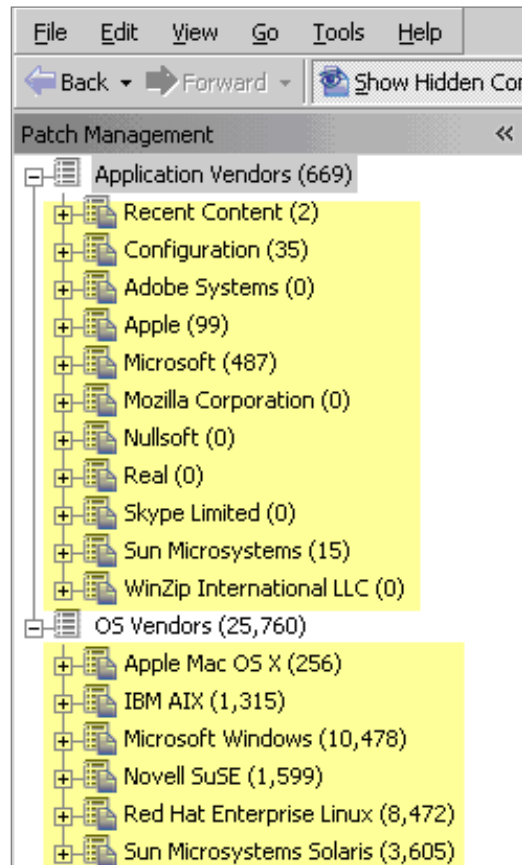 File Edit View Go Tools Help
Back Forward Show Hidden Con
Patch Management
Application Vendors (669)
Recent Content (2)
Configuration (35)
Adobe Systems (0)
Apple (99)
Microsoft (487)
Mozilla Corporation (0)
Nullsoft (0)
Real (0)
Skype Limited (0)
Sun Microsystems (15)
WinZip International LLC (0)
OS Vendors (25,760)
Apple Mac OS X (256)
IBM AIX (1,315)
Microsoft Windows (10,478)
Novell SuSE (1,599)
Red Hat Enterprise Linux (8,472)
Sun Microsystems Solaris (3,605)